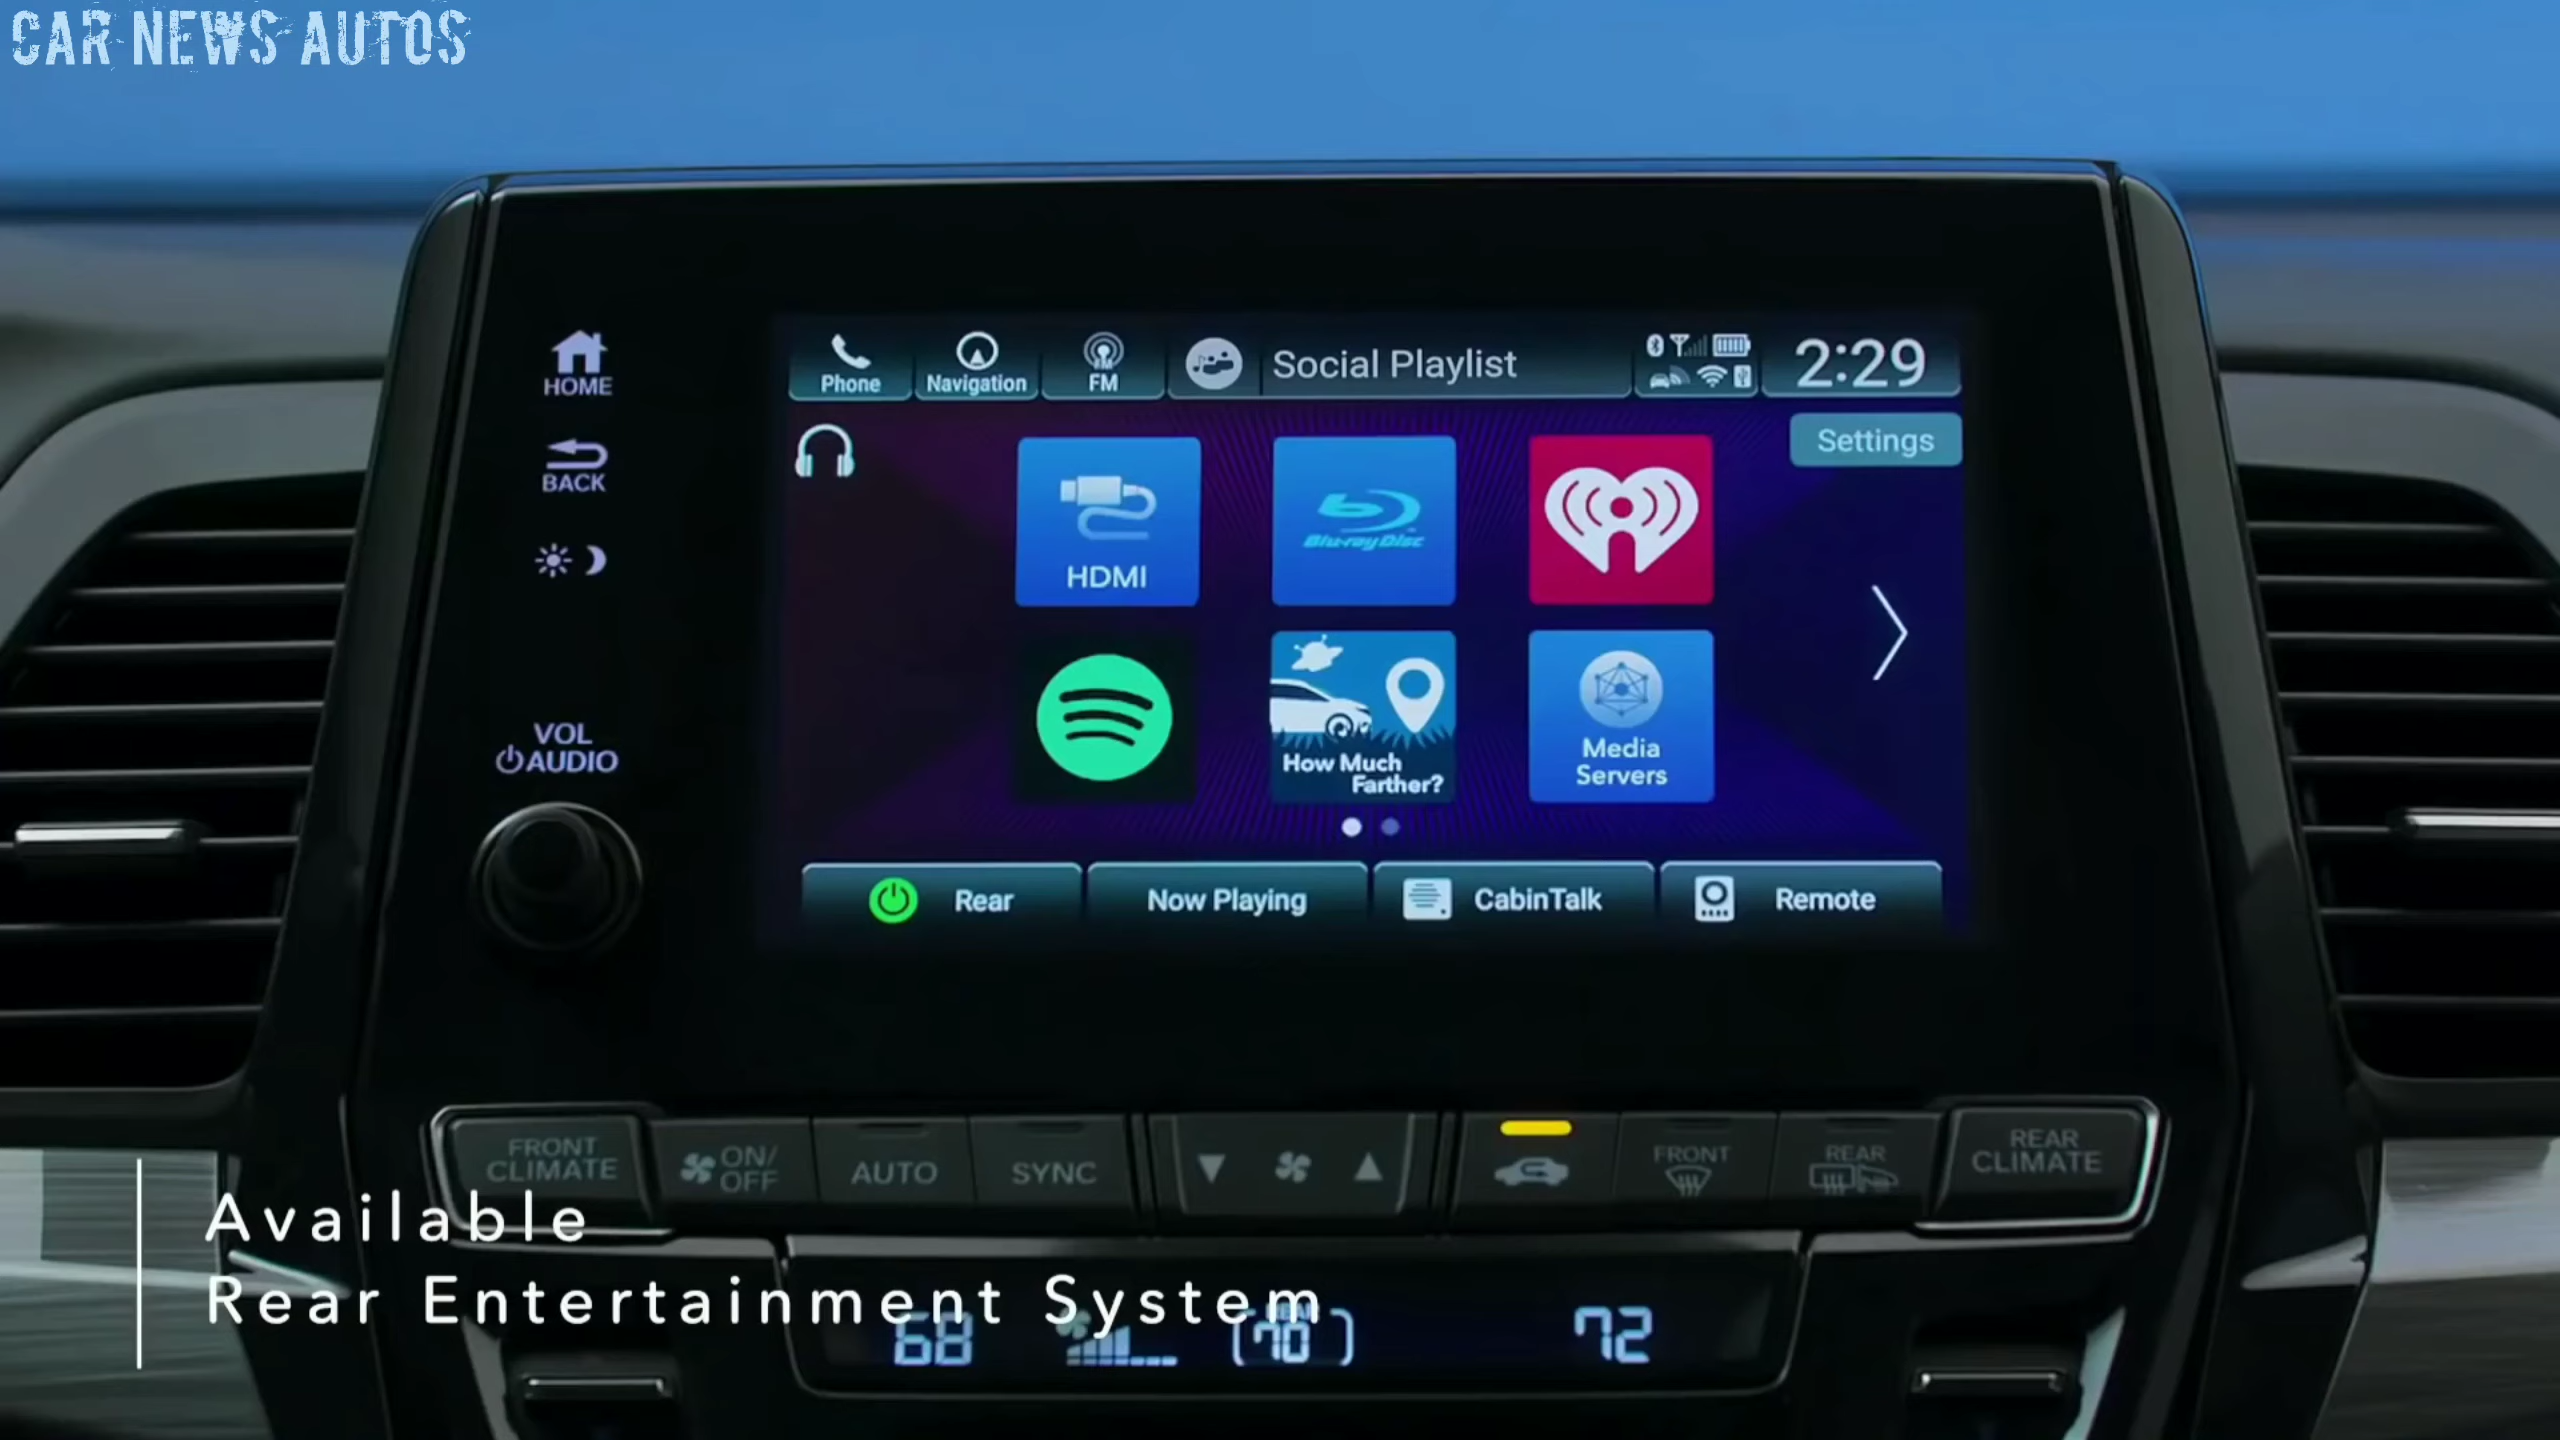 CAR NEWS AUTOS
HOME
BACK
VOL
AUDIO
Phone
Navigation
FM
Social Playlist
2:29
Settings
HDMI
Blu-ray Disc
How Much
Farther?
Media
Servers
Rear
Now Playing
CabinTalk
Remote
FRONT
CLIMATE
ON/
OFF
AUTO
SYNC
FRONT
REAR
REAR
CLIMATE
Available
Rear Entertainment System
68
70
72